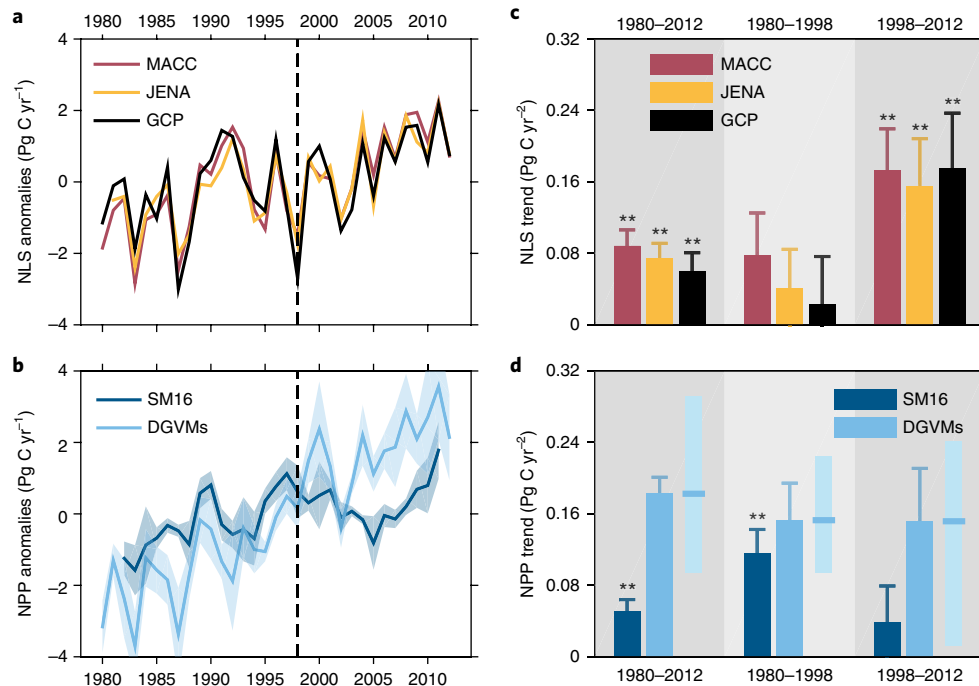 a
1980 1985 1990 1995 2000 2005 2010
4
2
0
–2
–4
NLS anomalies (Pg C yr⁻¹)
MACC
JENA
GCP
c
1980–2012 1980–1998 1998–2012
0.32
0.24
0.16
0.08
0
NLS trend (Pg C yr⁻²)
MACC
JENA
GCP
** ** **
** ** **
b
4
2
0
–2
–4
NPP anomalies (Pg C yr⁻¹)
SM16
DGVMs
1980 1985 1990 1995 2000 2005 2010
d
0.32
0.24
0.16
0.08
0
NPP trend (Pg C yr⁻²)
SM16
DGVMs
**
**
1980–2012 1980–1998 1998–2012